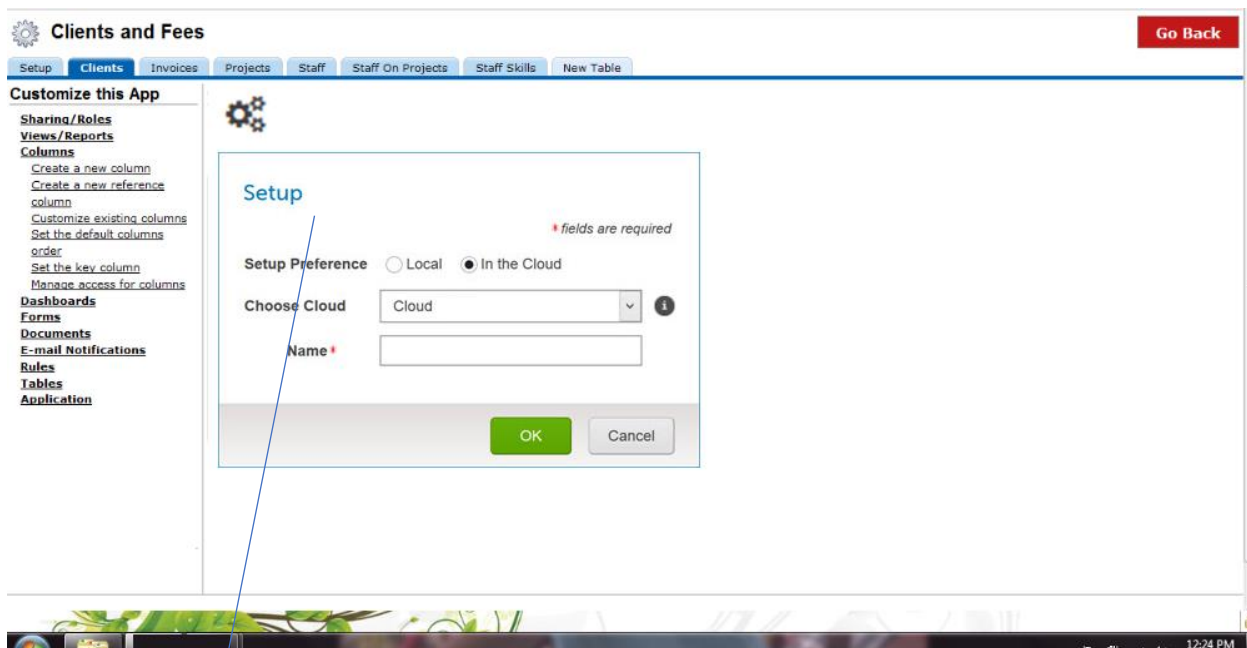 Clients and Fees
Go Back
Setup Clients Invoices Projects Staff Staff On Projects Staff Skills New Table
Customize this App
Sharing/Roles
Views/Reports
Columns
Create a new column
Create a new reference
column
Customize existing columns
Set the default columns
order
Set the key column
Manage access for columns
Dashboards
Forms
Documents
E-mail Notifications
Rules
Tables
Application
Setup
* fields are required
Setup Preference Local In the Cloud
Choose Cloud Cloud
Name*
OK Cancel
12:24 PM